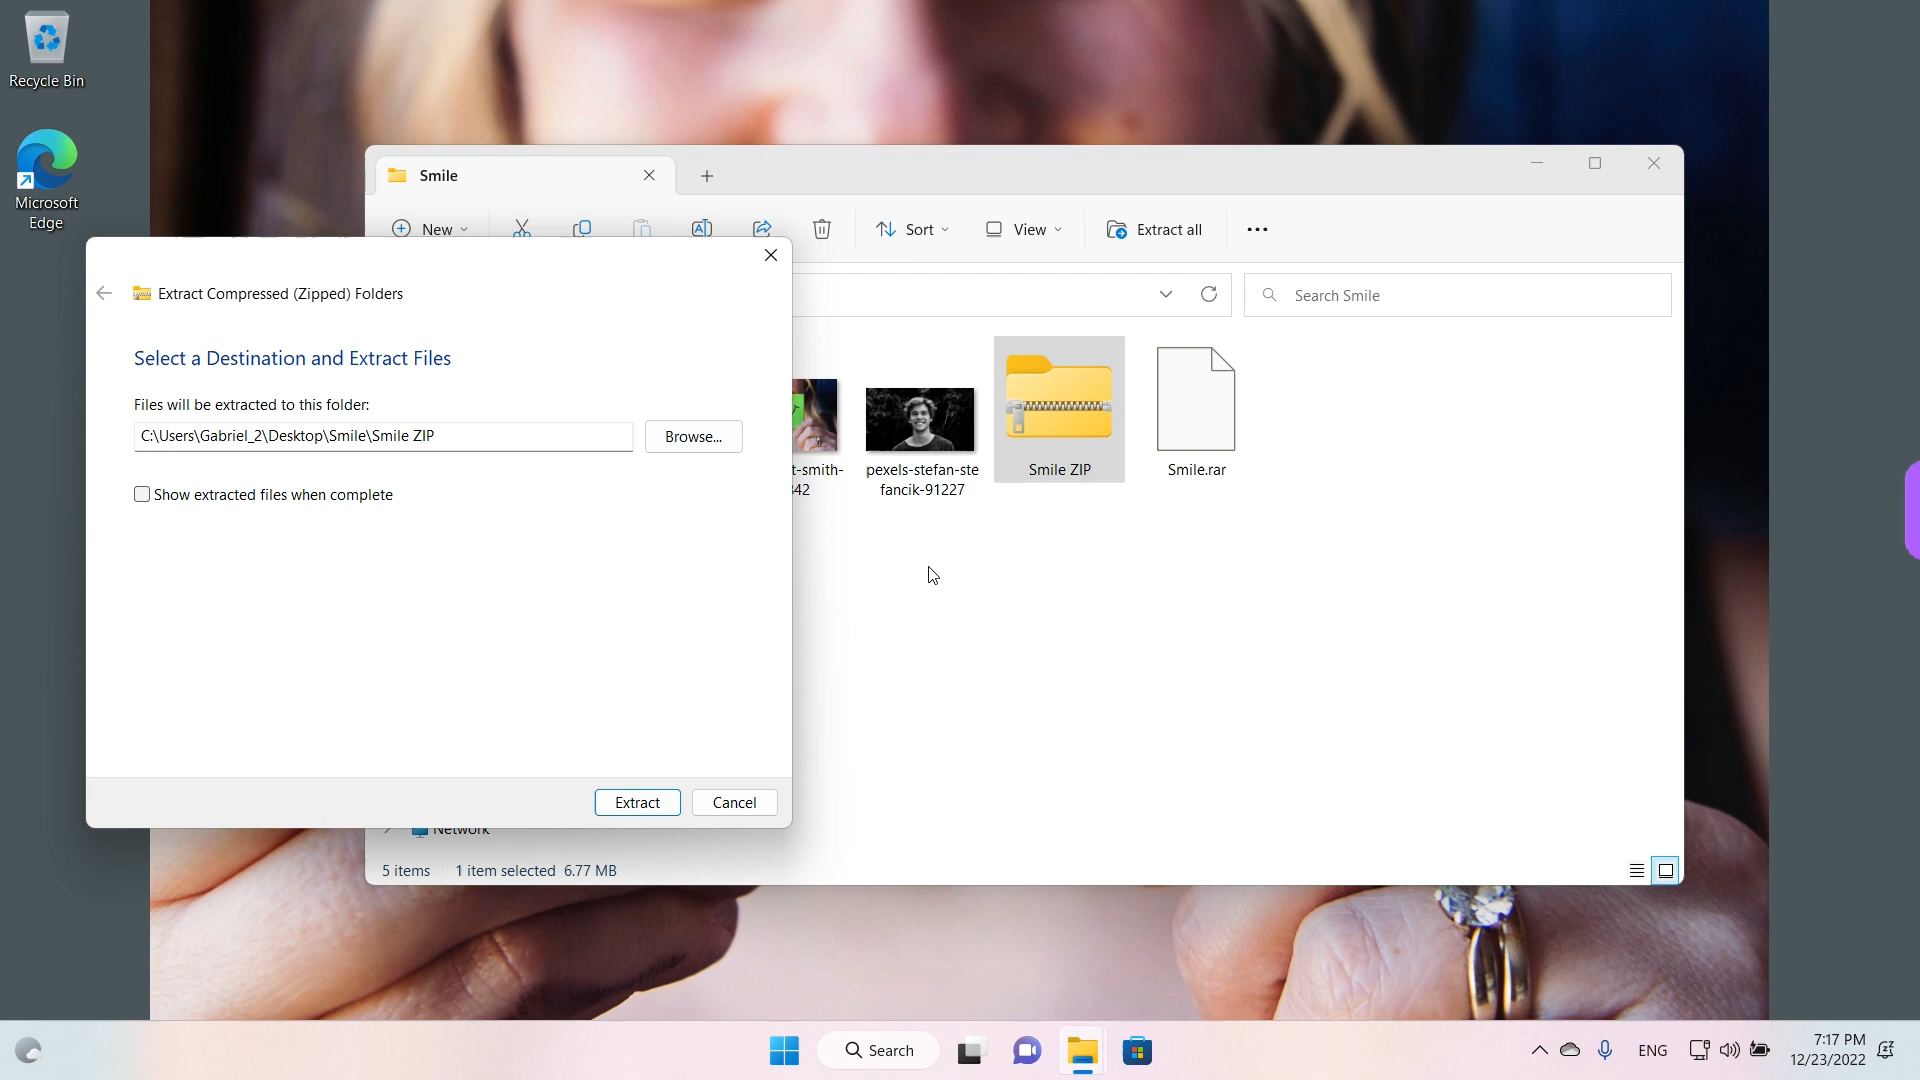 Recycle Bin
Microsoft
Edge
Smile
New
Sort
View
Extract all
Search Smile
Extract Compressed (Zipped) Folders
Select a Destination and Extract Files
Files will be extracted to this folder:
C:\Users\Gabriel_2\Desktop\Smile\Smile ZIP
Browse...
Show extracted files when complete
Extract
Cancel
t-smith-
42
pexels-stefan-ste
fancik-91227
Smile ZIP
Smile.rar
Network
5 items
1 item selected 6.77 MB
Search
ENG
7:17 PM
12/23/2022